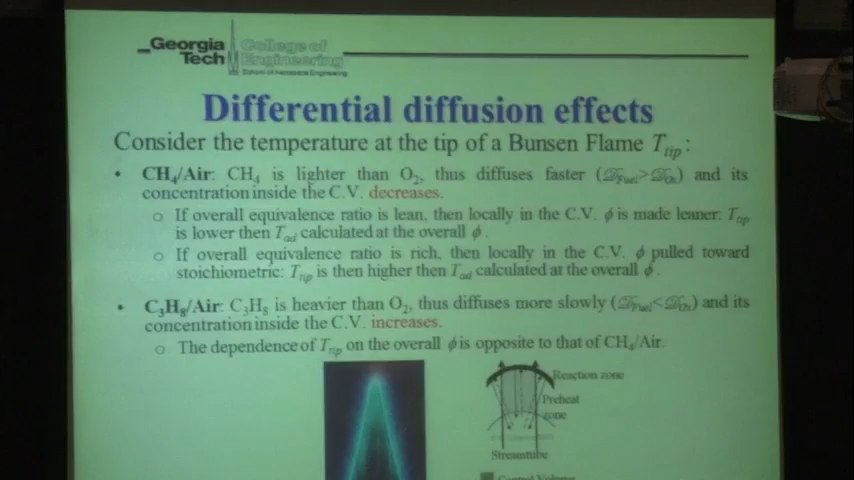 Georgia Tech
College of Engineering
School of Aerospace Engineering
Differential diffusion effects
Consider the temperature at the tip of a Bunsen Flame T_tip:
• CH₄/Air: CH₄ is lighter than O₂, thus diffuses faster (𝒟_Fuel>𝒟_Ox) and its
concentration inside the C.V. decreases.
o If overall equivalence ratio is lean, then locally in the C.V. ϕ is made leaner: T_tip
is lower then T_ad calculated at the overall ϕ.
o If overall equivalence ratio is rich, then locally in the C.V. ϕ pulled toward
stoichiometric: T_tip is then higher then T_ad calculated at the overall ϕ.
• C₃H₈/Air: C₃H₈ is heavier than O₂, thus diffuses more slowly (𝒟_Fuel<𝒟_Ox) and its
concentration inside the C.V. increases.
o The dependence of T_tip on the overall ϕ is opposite to that of CH₄/Air.
Reaction zone
Preheat
zone
Streamtube
Control Volume